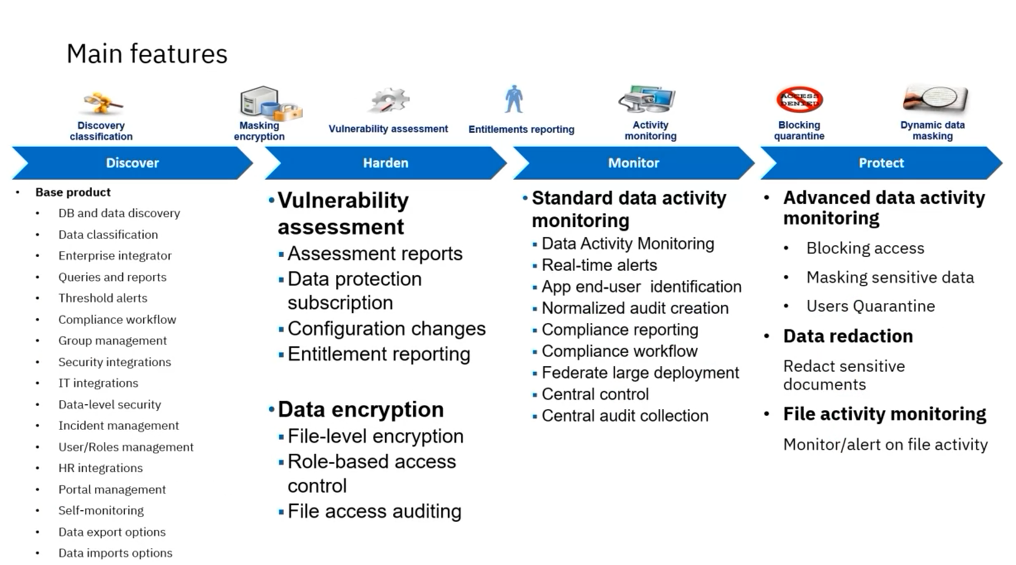 Main features
Discovery
classification
Masking
encryption
Vulnerability assessment
Entitlements reporting
Activity
monitoring
ACCESS
DENIED
Blocking
quarantine
Dynamic data
masking
Discover
Harden
Monitor
Protect
• Base product
• DB and data discovery
• Data classification
• Enterprise integrator
• Queries and reports
• Threshold alerts
• Compliance workflow
• Group management
• Security integrations
• IT integrations
• Data-level security
• Incident management
• User/Roles management
• HR integrations
• Portal management
• Self-monitoring
• Data export options
• Data imports options
•Vulnerability
assessment
▪Assessment reports
▪Data protection
subscription
▪Configuration changes
▪Entitlement reporting
•Data encryption
▪File-level encryption
▪Role-based access
control
▪File access auditing
•Standard data activity
monitoring
▪Data Activity Monitoring
▪Real-time alerts
▪App end-user identification
▪Normalized audit creation
▪Compliance reporting
▪Compliance workflow
▪Federate large deployment
▪Central control
▪Central audit collection
• Advanced data activity
monitoring
• Blocking access
• Masking sensitive data
• Users Quarantine
• Data redaction
Redact sensitive
documents
• File activity monitoring
Monitor/alert on file activity